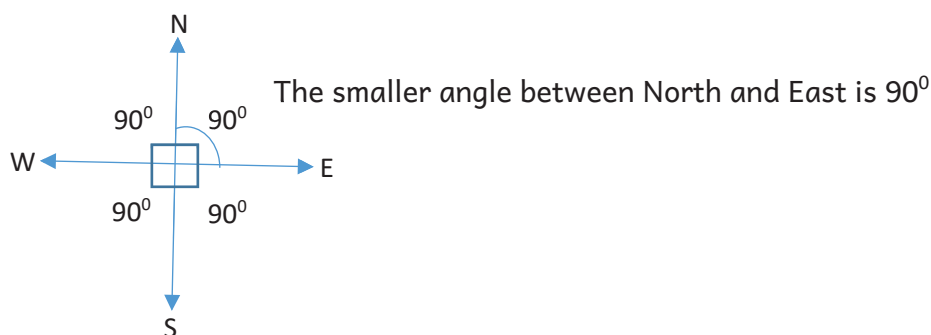 N
The smaller angle between North and East is 90⁰
90⁰ 90⁰
W E
90⁰ 90⁰
S